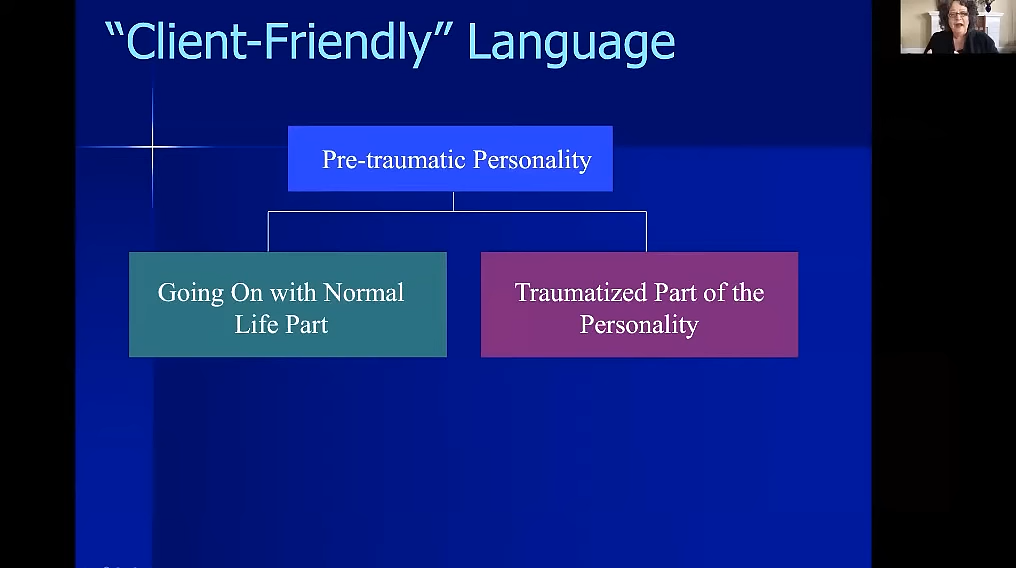 “Client-Friendly” Language
Pre-traumatic Personality
Going On with Normal
Life Part
Traumatized Part of the
Personality